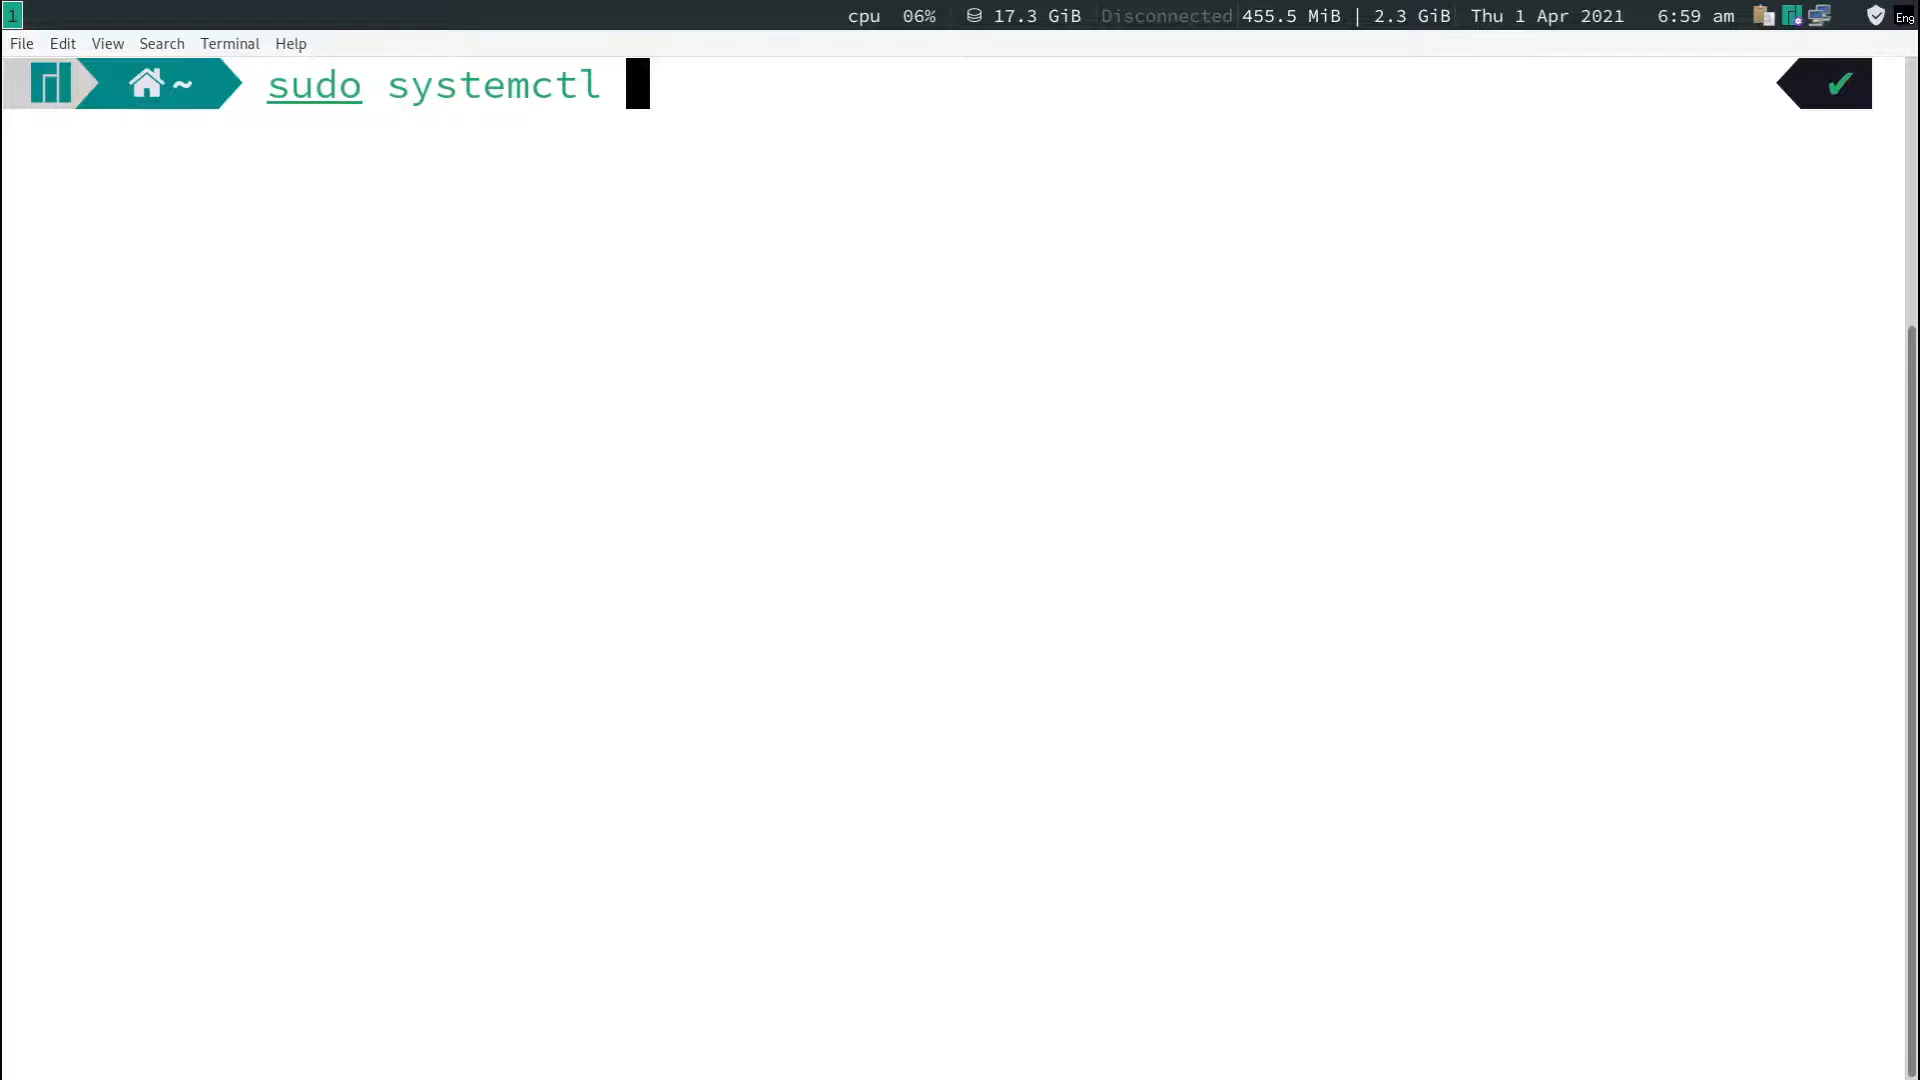 1 cpu 06% 17.3 GiB Disconnected 455.5 MiB | 2.3 GiB Thu 1 Apr 2021 6:59 am Eng
File Edit View Search Terminal Help
~ sudo systemctl ✔